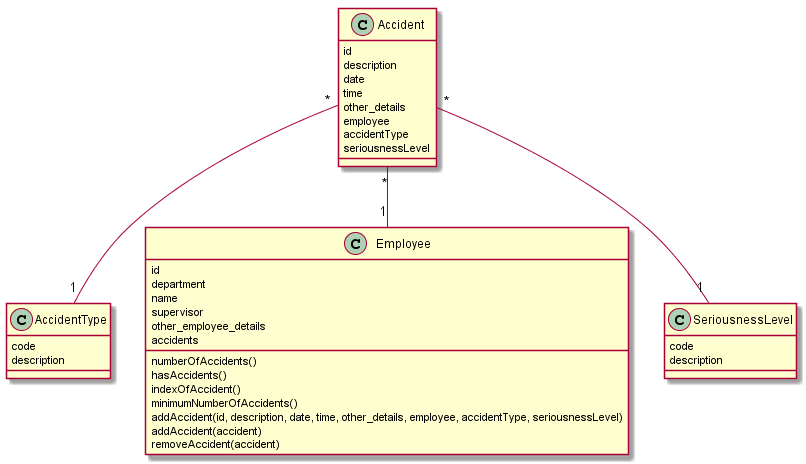 C Accident
id
description
date
time
other_details
employee
accidentType
seriousnessLevel
* *
*
1
C Employee
id
department
name
supervisor
other_employee_details
accidents
numberOfAccidents()
hasAccidents()
indexOfAccident()
minimumNumberOfAccidents()
addAccident(id, description, date, time, other_details, employee, accidentType, seriousnessLevel)
addAccident(accident)
removeAccident(accident)
1
C AccidentType
code
description
1
C SeriousnessLevel
code
description